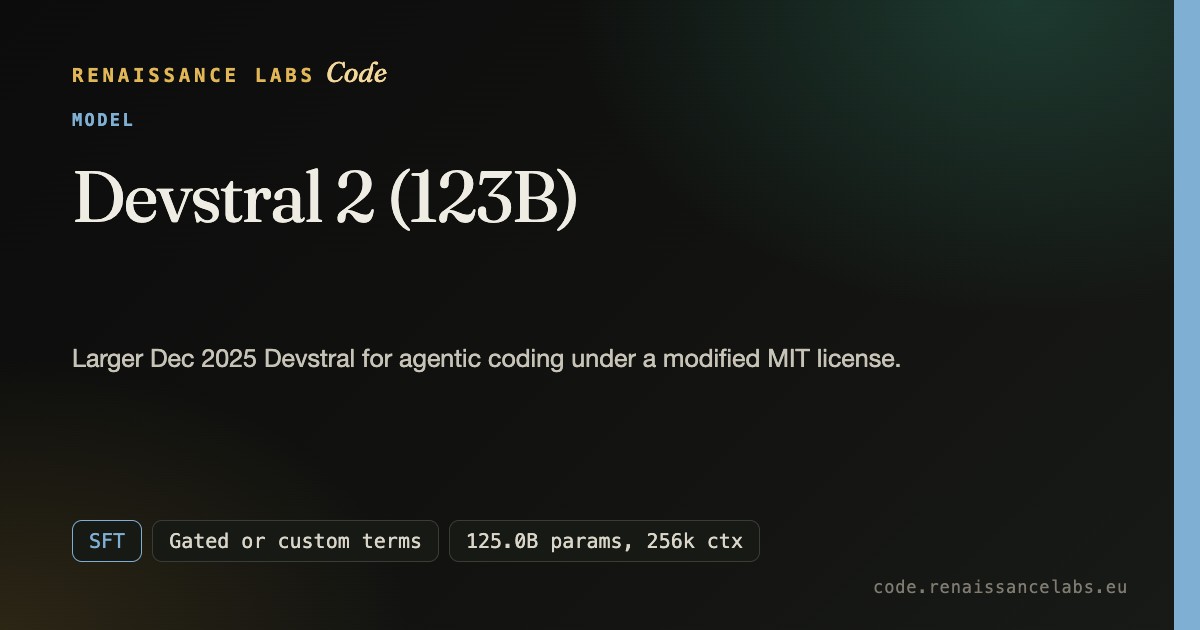 RENAISSANCE LABS Code
MODEL
Devstral 2 (123B)
Larger Dec 2025 Devstral for agentic coding under a modified MIT license.
SFT
Gated or custom terms
125.0B params, 256k ctx
code.renaissancelabs.eu